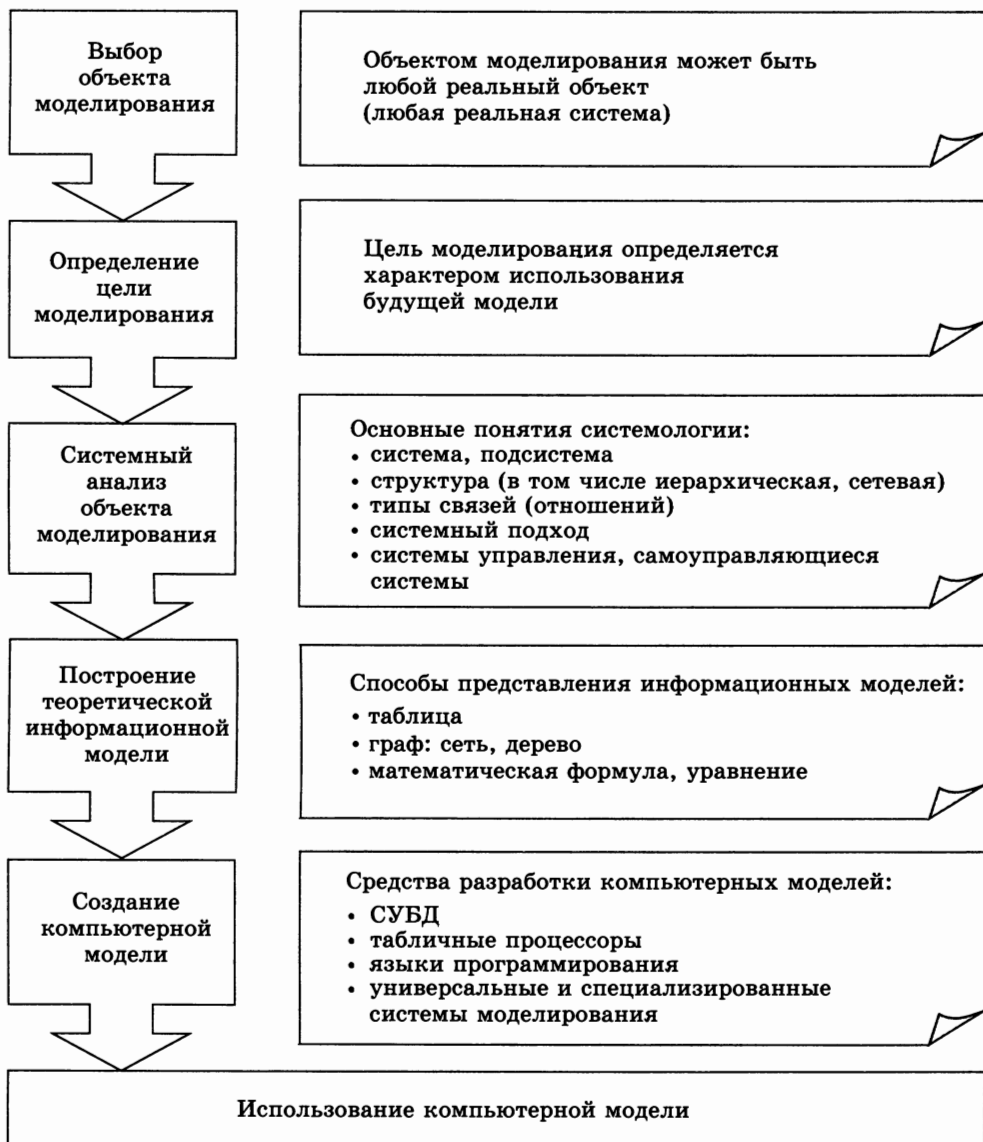 Выбор
объекта
моделирования
Объектом моделирования может быть
любой реальный объект
(любая реальная система)
Определение
цели
моделирования
Цель моделирования определяется
характером использования
будущей модели
Системный
анализ
объекта
моделирования
Основные понятия системологии:
• система, подсистема
• структура (в том числе иерархическая, сетевая)
• типы связей (отношений)
• системный подход
• системы управления, самоуправляющиеся
системы
Построение
теоретической
информационной
модели
Способы представления информационных моделей:
• таблица
• граф: сеть, дерево
• математическая формула, уравнение
Создание
компьютерной
модели
Средства разработки компьютерных моделей:
• СУБД
• табличные процессоры
• языки программирования
• универсальные и специализированные
системы моделирования
Использование компьютерной модели